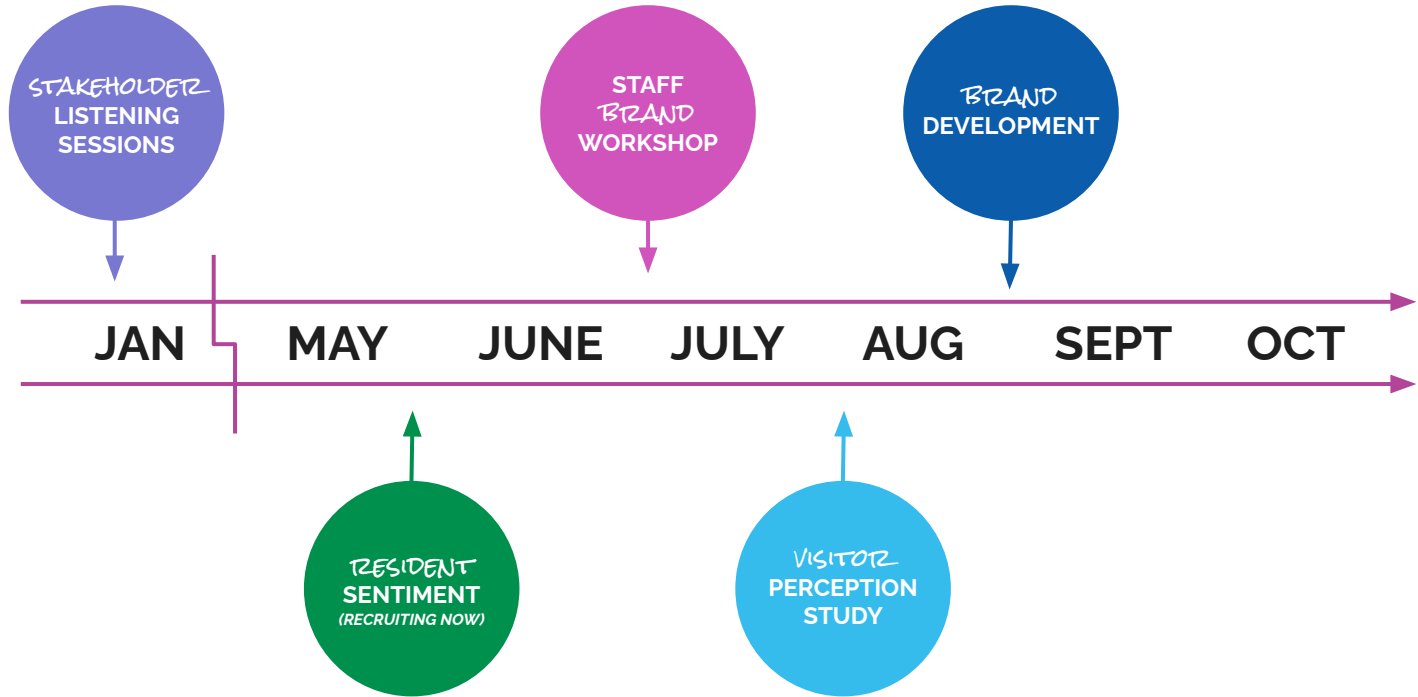 STAKEHOLDER
LISTENING
SESSIONS
STAFF
BRAND
WORKSHOP
BRAND
DEVELOPMENT
JAN MAY JUNE JULY AUG SEPT OCT
RESIDENT
SENTIMENT
(RECRUITING NOW)
VISITOR
PERCEPTION
STUDY